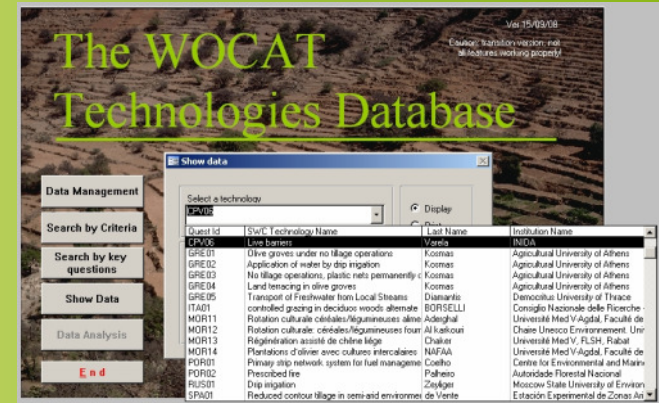 Ver 15/09/08
Caution: transition version, not
all features working properly!
The WOCAT
Technologies Database
Show data
Data Management
Search by Criteria
Search by key
questions
Show Data
Data Analysis
End
Select a technology
CPV06
Display
Quest Id SWC Technology Name Last Name Institution Name
CPV06 Live barriers Varela INIDA
GRE01 Olive groves under no tillage operations Kosmas Agricultural University of Athens
GRE02 Application of water by drip irrigation Kosmas Agricultural University of Athens
GRE03 No tillage operations, plastic nets permanently c Kosmas Agricultural University of Athens
GRE04 Land terracing in olive groves Kosmas Agricultural University of Athens
GRE05 Transport of Freshwater from Local Streams Diamantis Democritus University of Thrace
ITA01 controlled grazing in deciduos woods alternate BORSELLI Consiglio Nazionale delle Ricerche
MOR11 Rotation culturale céréales/légumineuses alime Aderghal Université Med V-Agdal, Faculté de
MOR12 Rotation culturale: céréales/légumineuses four Al karkouri Chaire Unesco Environnement. Uni
MOR13 Régénération assisté de chêne liège Chaker Université Med V, FLSH, Rabat
MOR14 Plantations d'olivier avec cultures intercalaires NAFAA Université Med V-Agdal, Faculté de
POR01 Primary strip network system for fuel manageme Coelho Centre for Environmental and Marin
POR02 Prescribed fire Palheiro Autoridade Florestal Nacional
RUS01 Drip irigation Zeyliger Moscow State University of Environ
SPA01 Reduced contour tillage in semi-arid environmen de Vente Estación Experimental de Zonas Ari